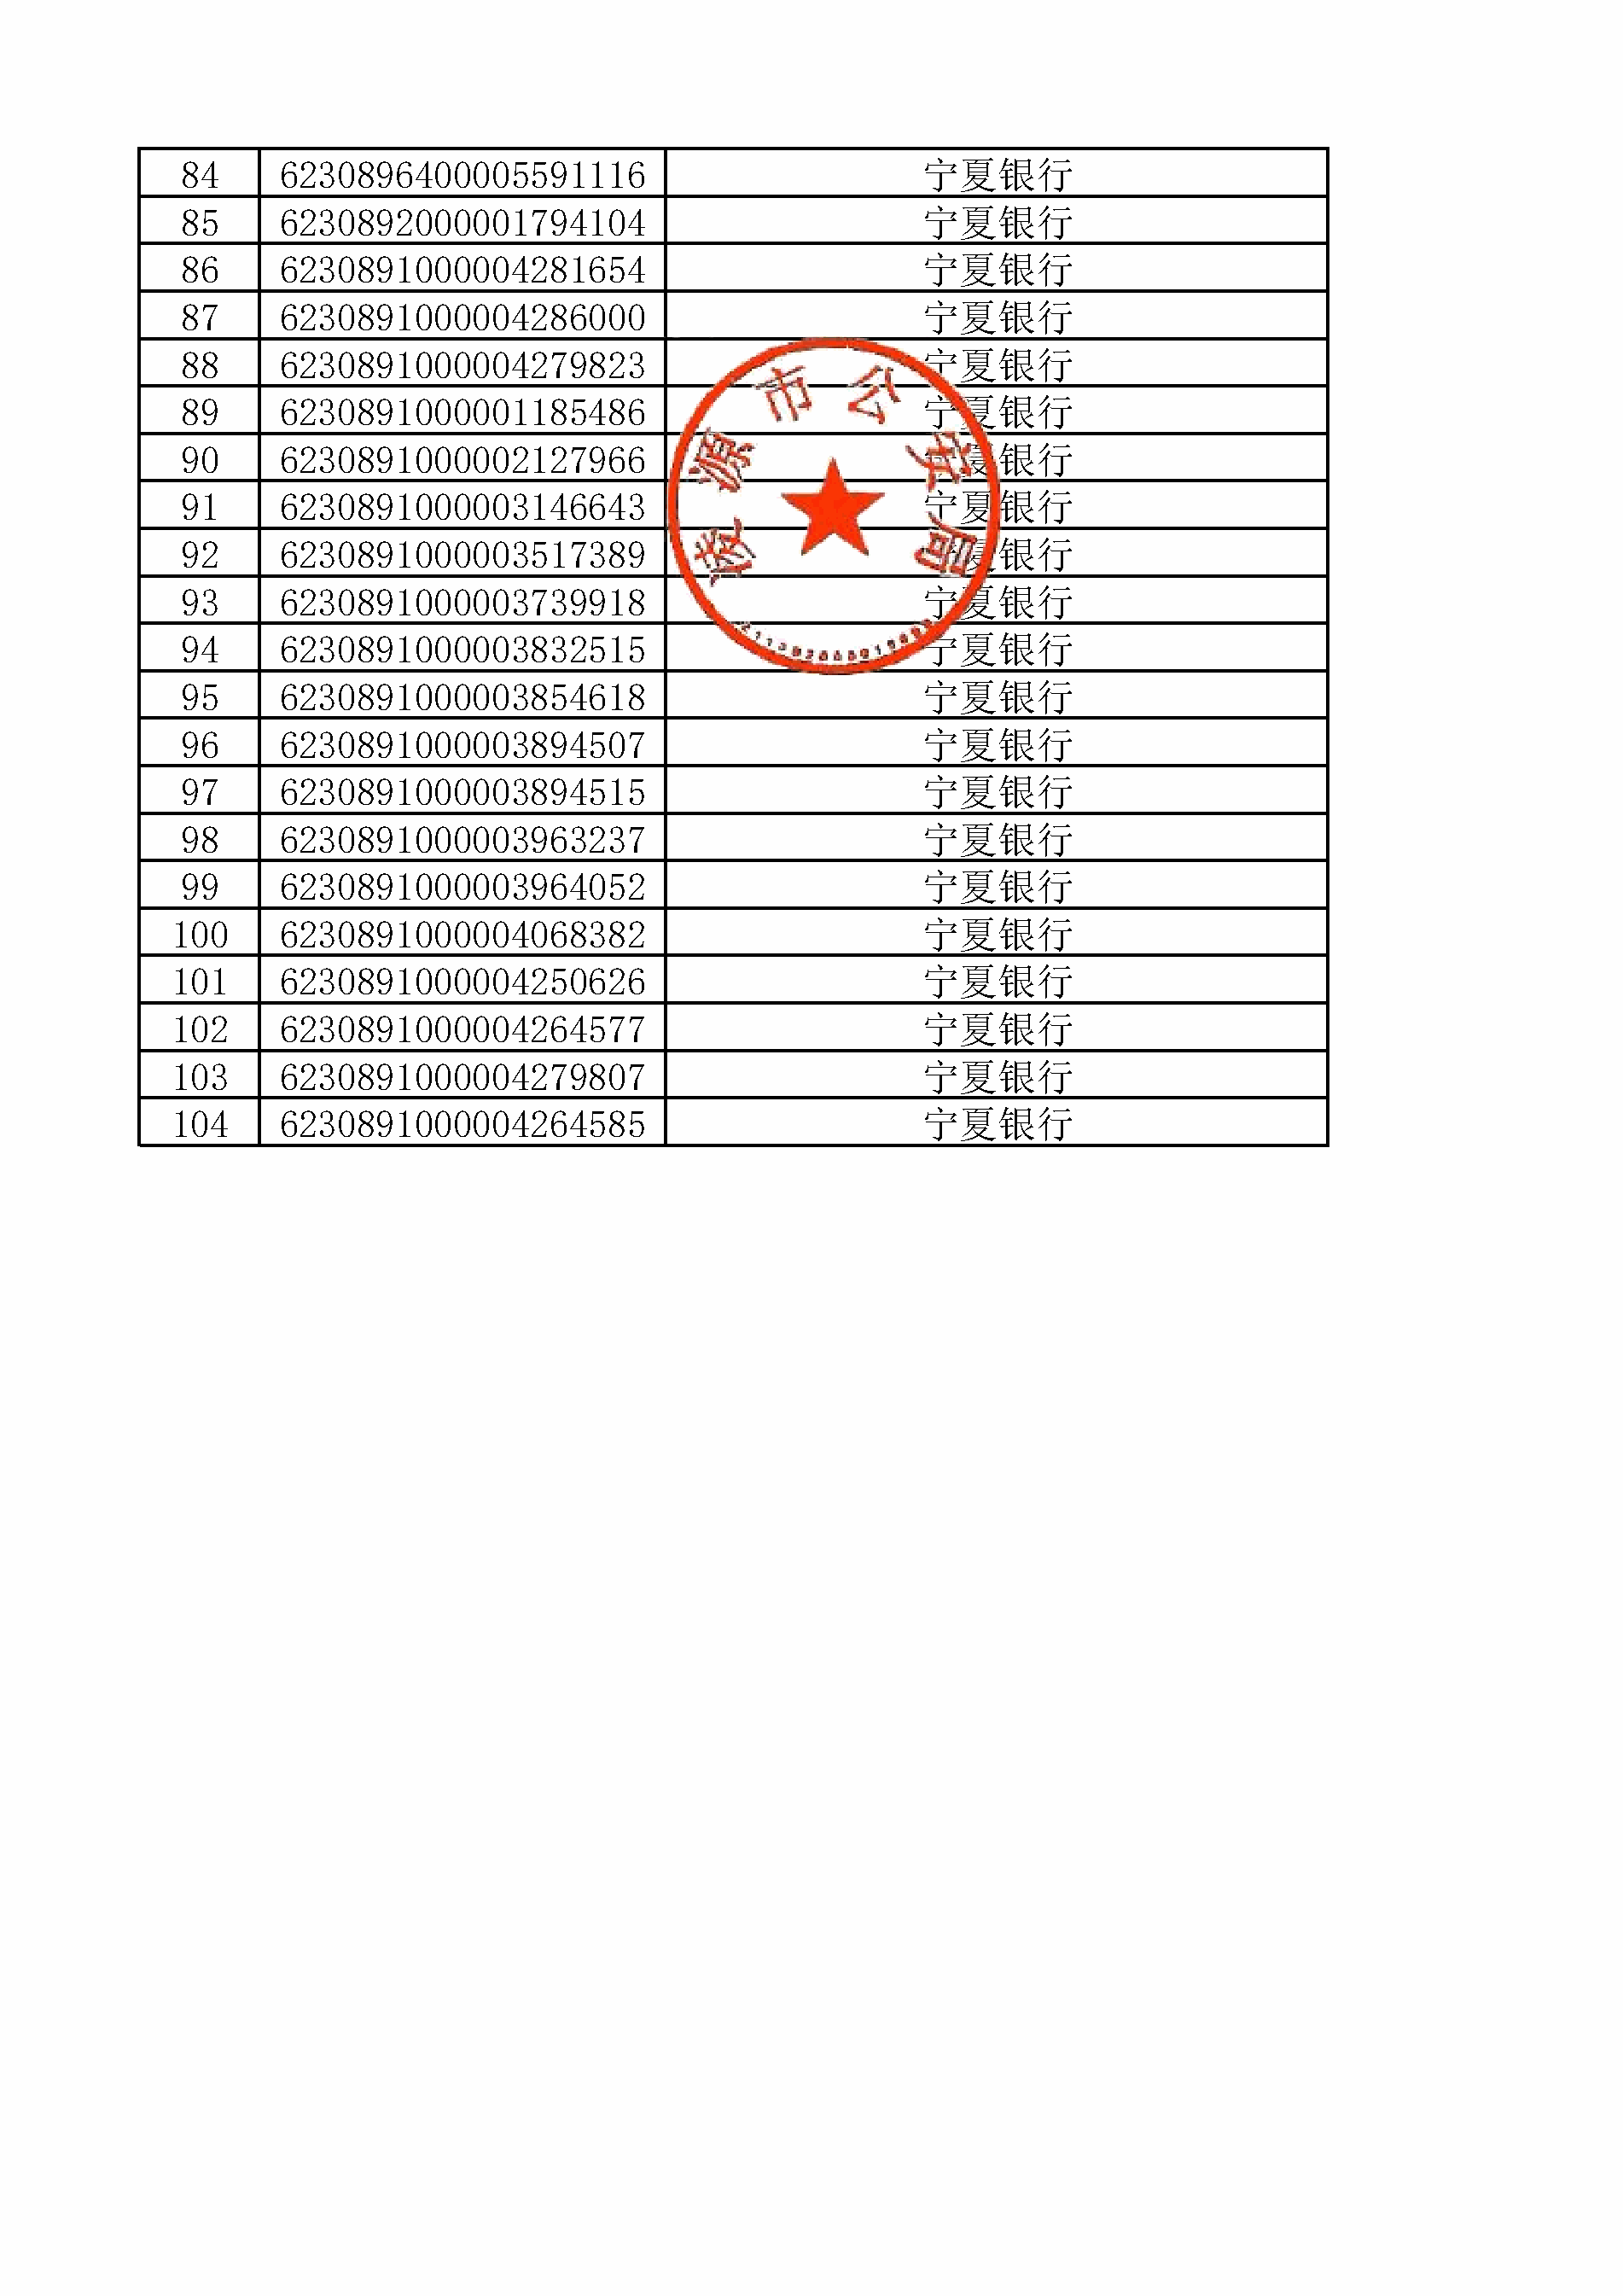 84 6230896400005591116 宁夏银行
85 6230892000001794104 宁夏银行
86 6230891000004281654 宁夏银行
87 6230891000004286000 宁夏银行
88 6230891000004279823 宁夏银行
89 6230891000001185486 宁夏银行
90 6230891000002127966 宁夏银行
91 6230891000003146643 宁夏银行
92 6230891000003517389 宁夏银行
93 6230891000003739918 宁夏银行
94 6230891000003832515 宁夏银行
95 6230891000003854618 宁夏银行
96 6230891000003894507 宁夏银行
97 6230891000003894515 宁夏银行
98 6230891000003963237 宁夏银行
99 6230891000003964052 宁夏银行
100 6230891000004068382 宁夏银行
101 6230891000004250626 宁夏银行
102 6230891000004264577 宁夏银行
103 6230891000004279807 宁夏银行
104 6230891000004264585 宁夏银行
凌源市公安局